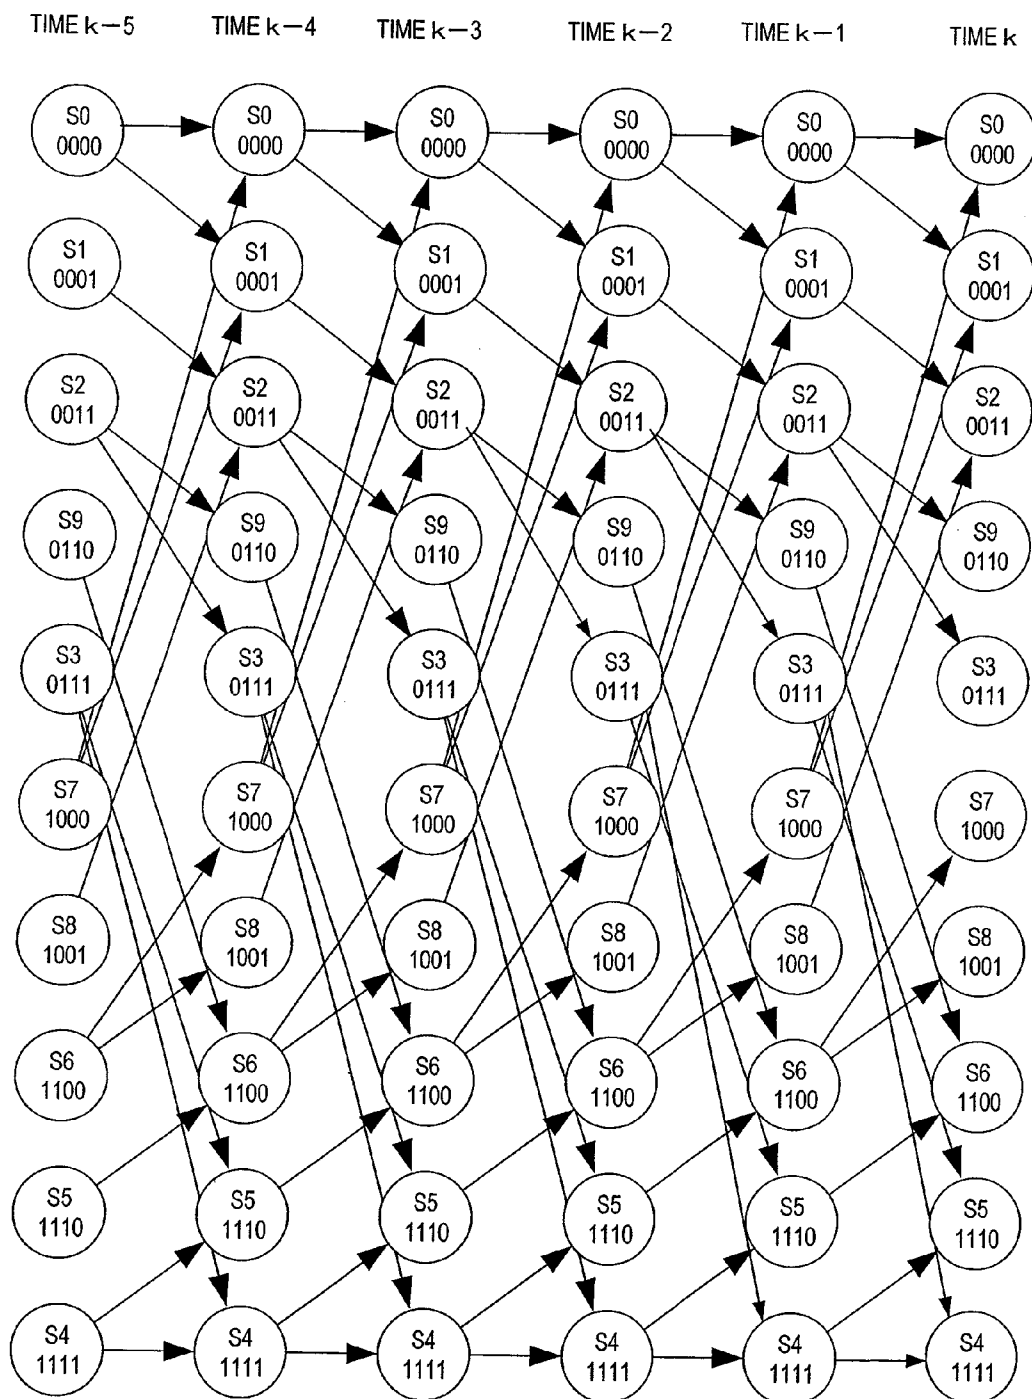 TIME k-5 TIME k-4 TIME k-3 TIME k-2 TIME k-1 TIME k
S0 S0 S0 S0 S0 S0
0000 0000 0000 0000 0000 0000
S1 S1 S1 S1 S1 S1
0001 0001 0001 0001 0001 0001
S2 S2 S2 S2 S2 S2
0011 0011 0011 0011 0011 0011
S9 S9 S9 S9 S9 S9
0110 0110 0110 0110 0110 0110
S3 S3 S3 S3 S3 S3
0111 0111 0111 0111 0111 0111
S7 S7 S7 S7 S7 S7
1000 1000 1000 1000 1000 1000
S8 S8 S8 S8 S8 S8
1001 1001 1001 1001 1001 1001
S6 S6 S6 S6 S6 S6
1100 1100 1100 1100 1100 1100
S5 S5 S5 S5 S5 S5
1110 1110 1110 1110 1110 1110
S4 S4 S4 S4 S4 S4
1111 1111 1111 1111 1111 1111